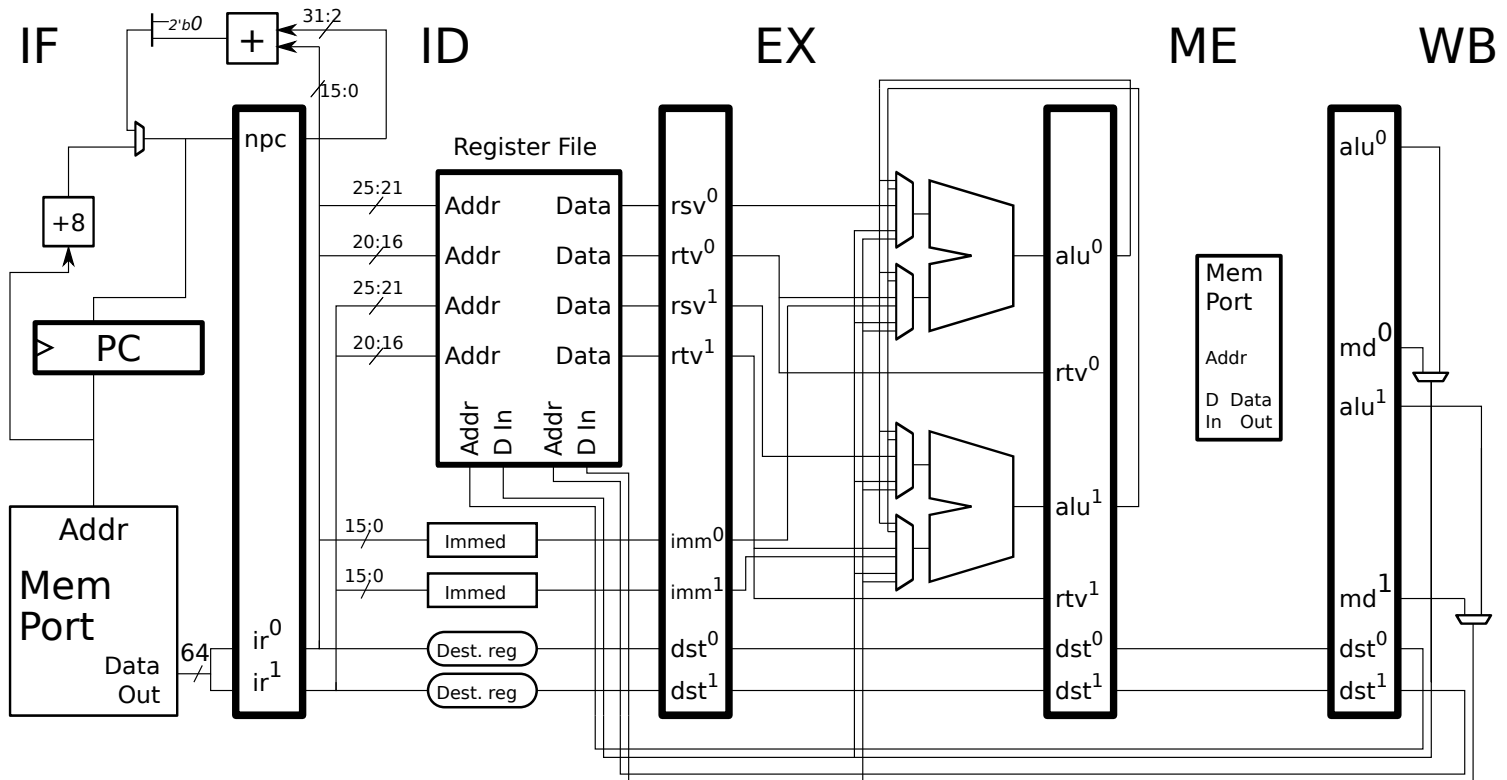 IF
ID
EX
ME
WB
2'b0
+
31:2
15:0
npc
+8
PC
Addr
Mem
Port
Data
Out
64
ir0
ir1
Register File
25:21
20:16
25:21
20:16
Addr
Data
Addr
Data
Addr
Data
Addr
Data
Addr
D In
Addr
D In
15:0
Immed
15:0
Immed
Dest. reg
Dest. reg
rsv0
rtv0
rsv1
rtv1
imm0
imm1
dst0
dst1
alu0
rtv0
alu1
rtv1
dst0
dst1
Mem
Port
Addr
D Data
In Out
alu0
md0
alu1
md1
dst0
dst1